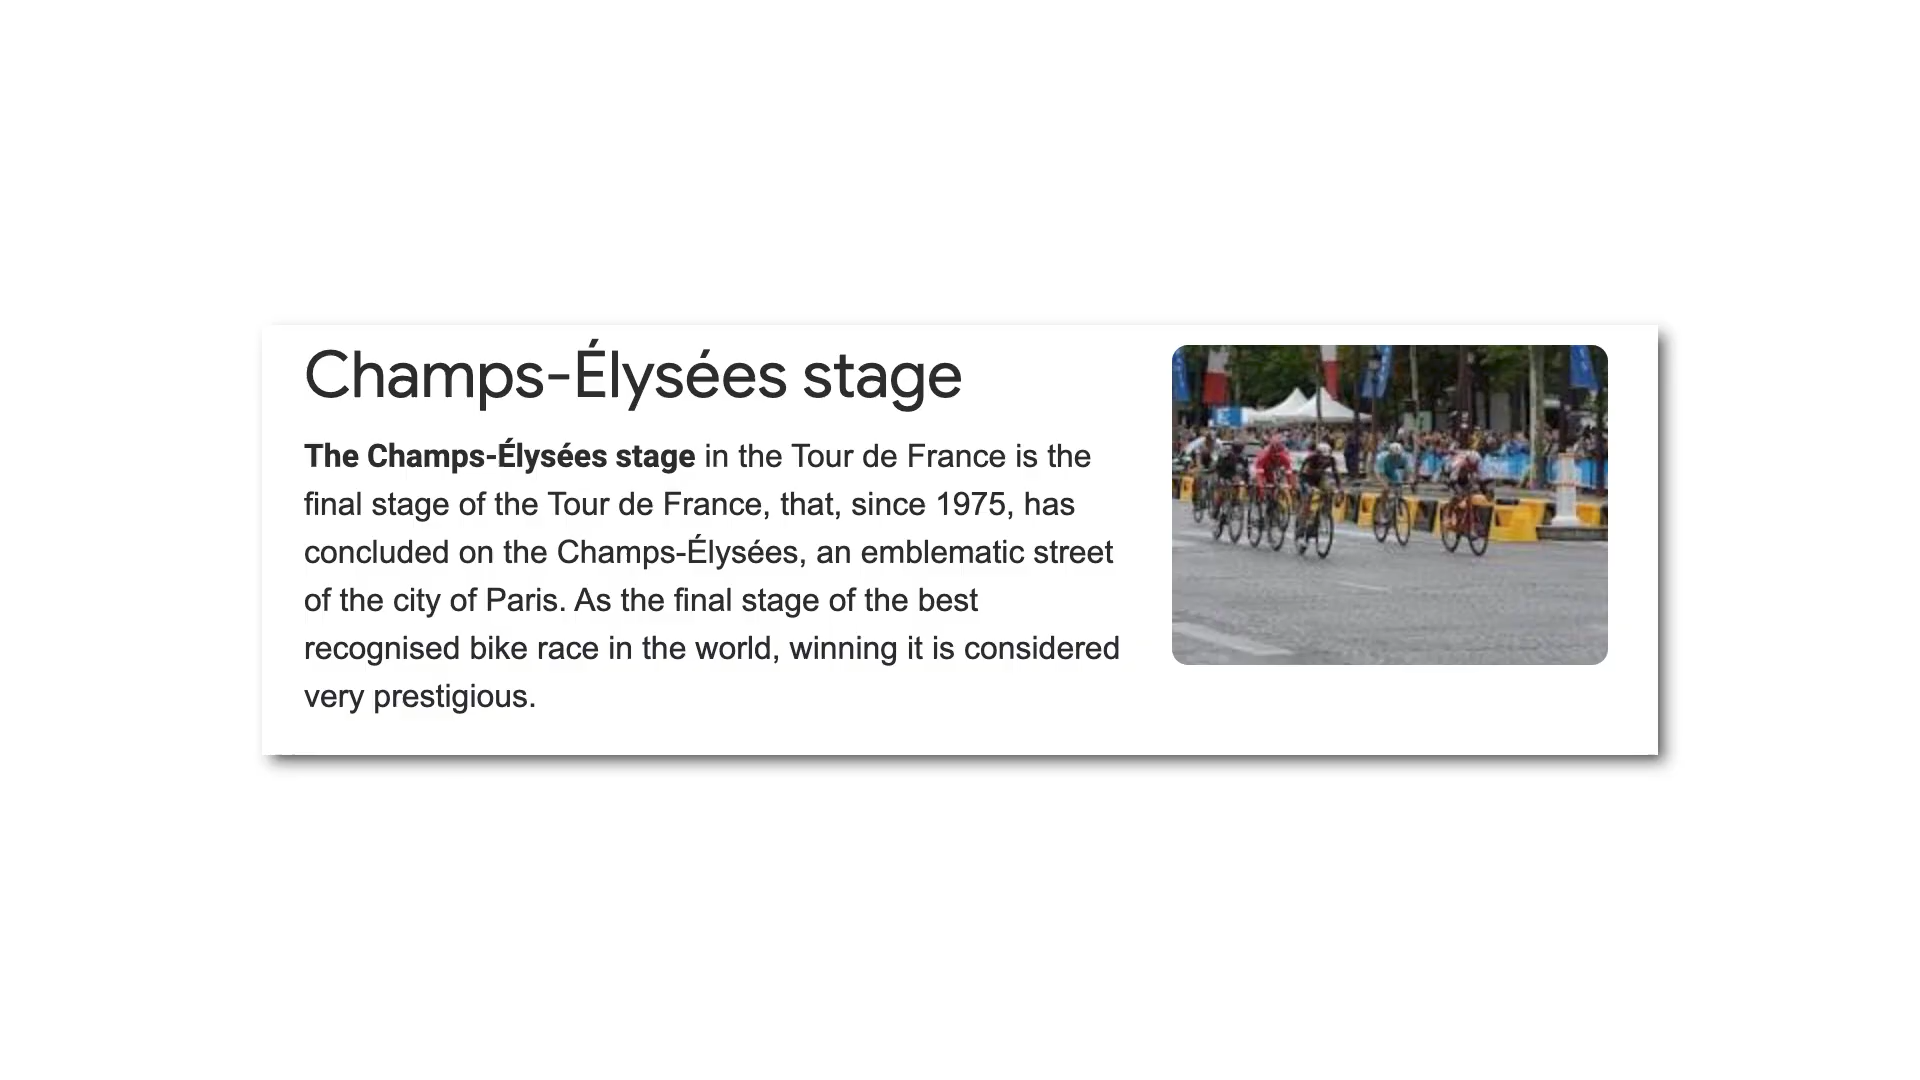 Champs-Élysées stage
The Champs-Élysées stage in the Tour de France is the
final stage of the Tour de France, that, since 1975, has
concluded on the Champs-Élysées, an emblematic street
of the city of Paris. As the final stage of the best
recognised bike race in the world, winning it is considered
very prestigious.